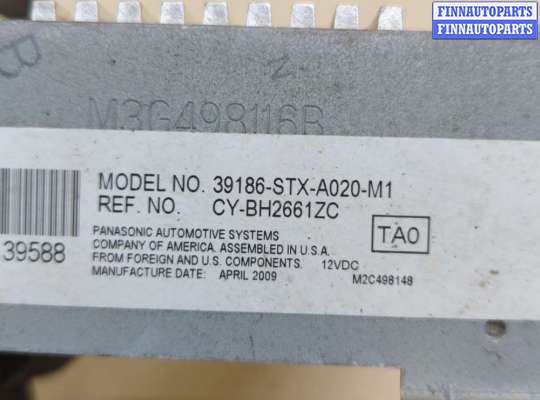 FINNAUTOPARTS
FINNAUTOPARTS
B
N
M3G498116B
MODEL NO. 39186-STX-A020-M1
REF. NO. CY-BH2661ZC
PANASONIC AUTOMOTIVE SYSTEMS
COMPANY OF AMERICA. ASSEMBLED IN U.S.A.
FROM FOREIGN AND U.S. COMPONENTS. 12VDC
MANUFACTURE DATE: APRIL 2009
M2C498148
TA0
39588